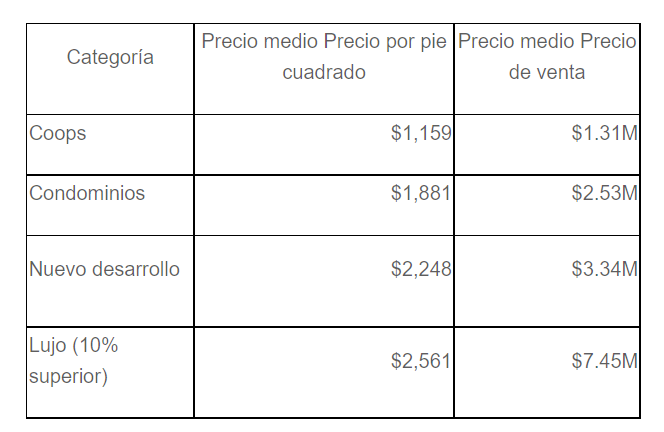 Categoría
Precio medio Precio por pie
cuadrado
Precio medio Precio
de venta
Coops
$1,159
$1.31M
Condominios
$1,881
$2.53M
Nuevo desarrollo
$2,248
$3.34M
Lujo (10%
superior)
$2,561
$7.45M